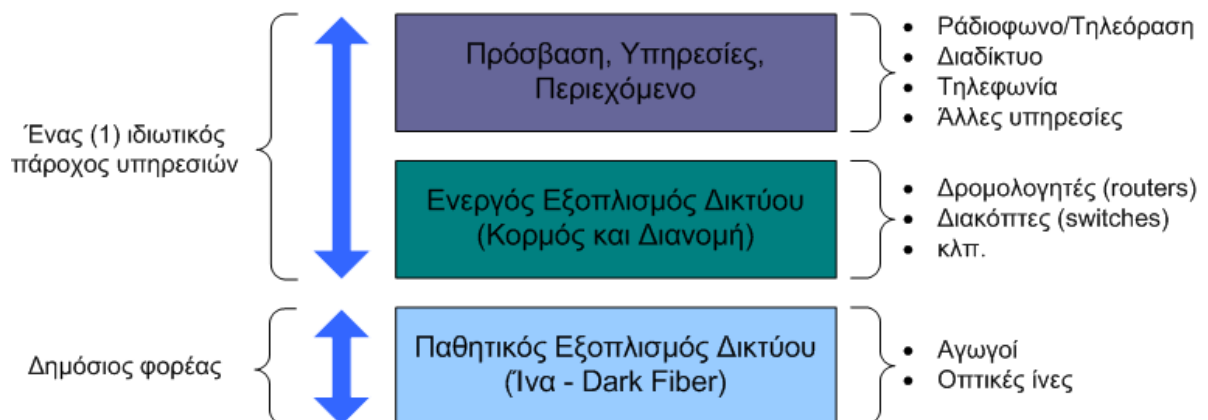 Ένας (1) ιδιωτικός
πάροχος υπηρεσιών
Πρόσβαση, Υπηρεσίες,
Περιεχόμενο
• Ράδιοφωνο/Τηλεόραση
• Διαδίκτυο
• Τηλεφωνία
• Άλλες υπηρεσίες
Ενεργός Εξοπλισμός Δικτύου
(Κορμός και Διανομή)
• Δρομολογητές (routers)
• Διακόπτες (switches)
• κλπ.
Δημόσιος φορέας
Παθητικός Εξοπλισμός Δικτύου
(Ίνα - Dark Fiber)
• Αγωγοί
• Οπτικές ίνες